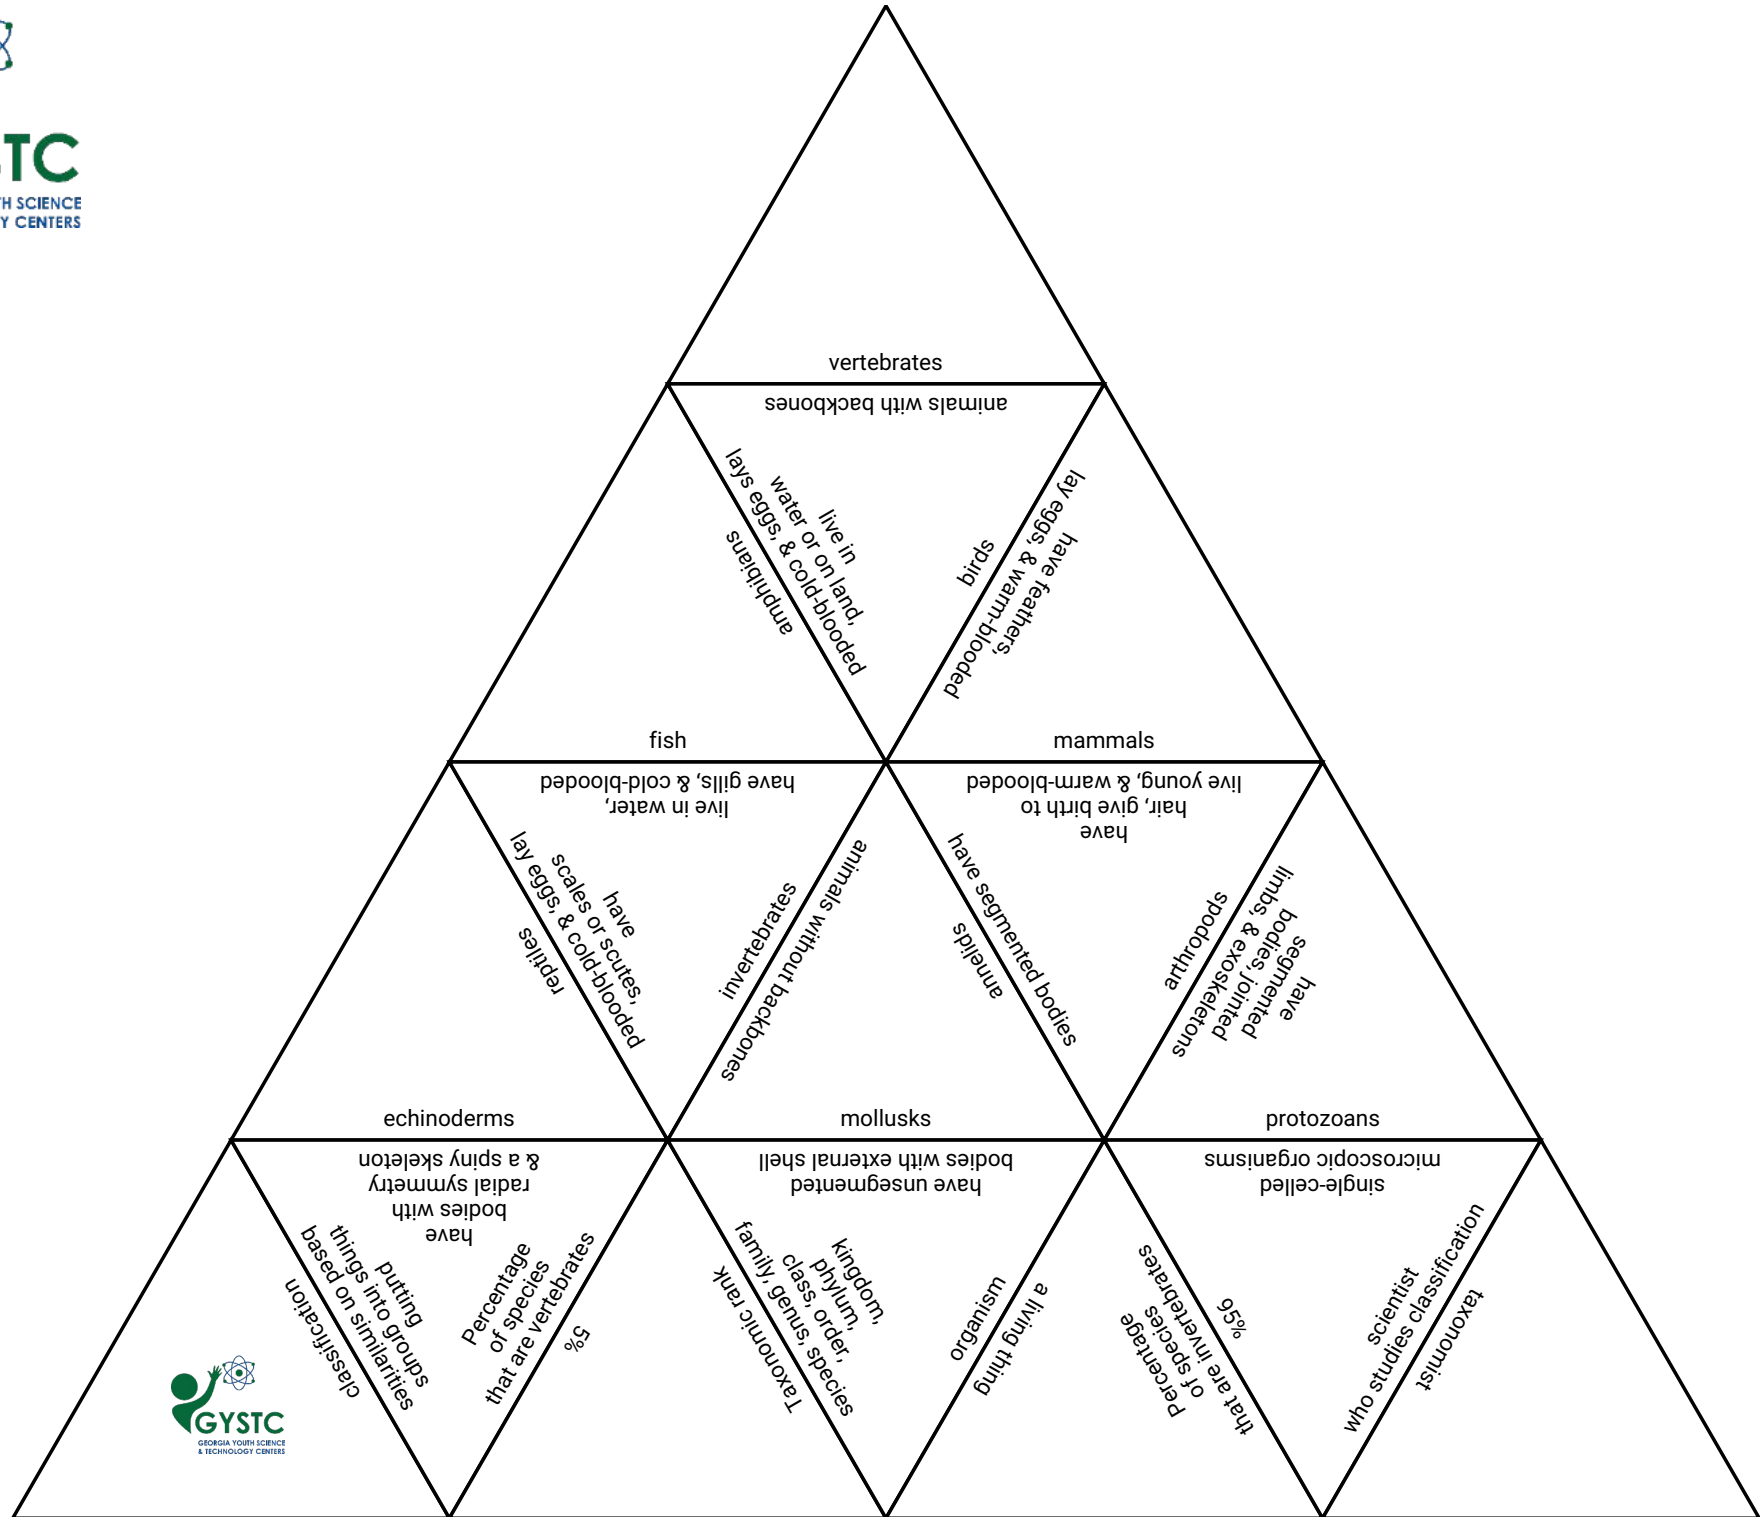 TC
TH SCIENCE
Y CENTERS
vertebrates
animals with backbones
live in
water or on land,
lays eggs, & cold-blooded
amphibians
birds
have feathers,
lay eggs, & warm-blooded
fish
live in water,
have gills, & cold-blooded
mammals
have
hair, give birth to
live young, & warm-blooded
have
scales or scutes,
lay eggs, & cold-blooded
reptiles
invertebrates
animals without backbones
have segmented bodies
annelids
arthropods
have
segmented
bodies, jointed
limbs, & exoskeletons
echinoderms
have
bodies with
radial symmetry
& a spiny skeleton
mollusks
have unsegmented
bodies with external shell
protozoans
single-celled
microscopic organisms
putting
things into groups
based on similarities
classification
Percentage
of species
that are vertebrates
5%
kingdom,
phylum,
class, order,
family, genus, species
Taxonomic rank
organism
a living thing
Percentage
of species
that are invertebrates
95%
scientist
who studies classification
taxonomist
GYSTC
GEORGIA YOUTH SCIENCE
& TECHNOLOGY CENTERS